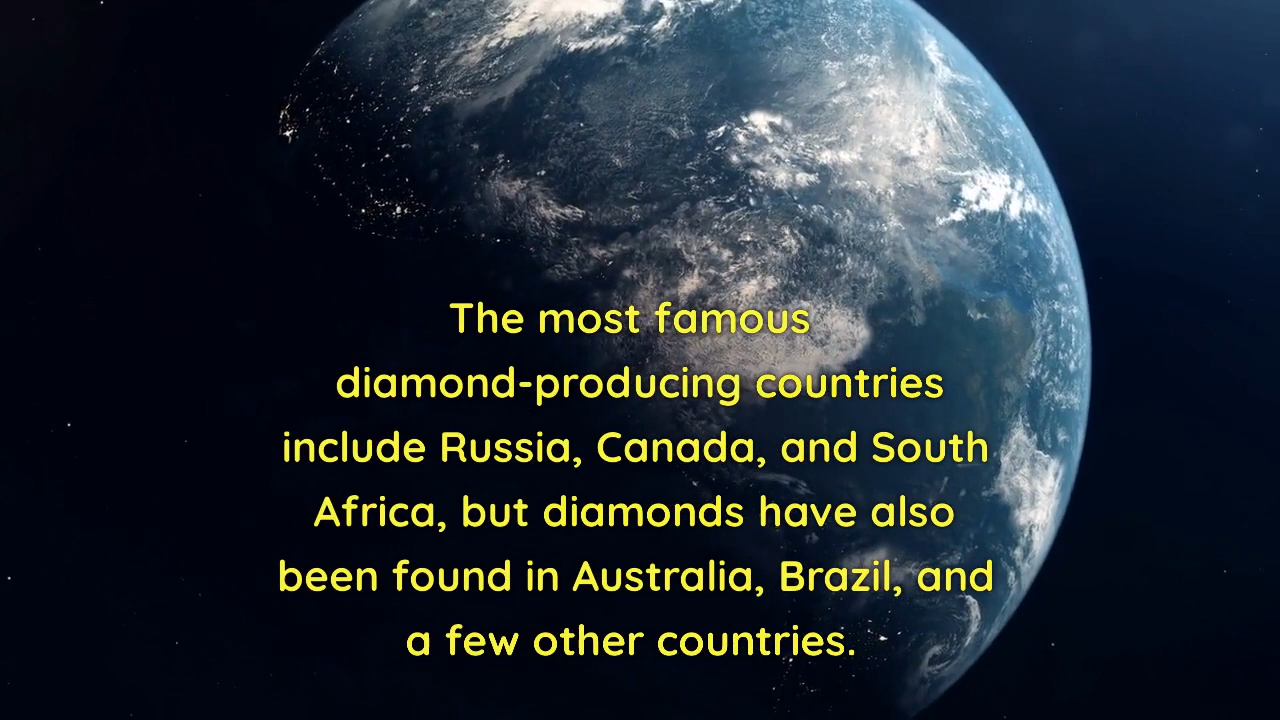 The most famous
diamond-producing countries
include Russia, Canada, and South
Africa, but diamonds have also
been found in Australia, Brazil, and
a few other countries.